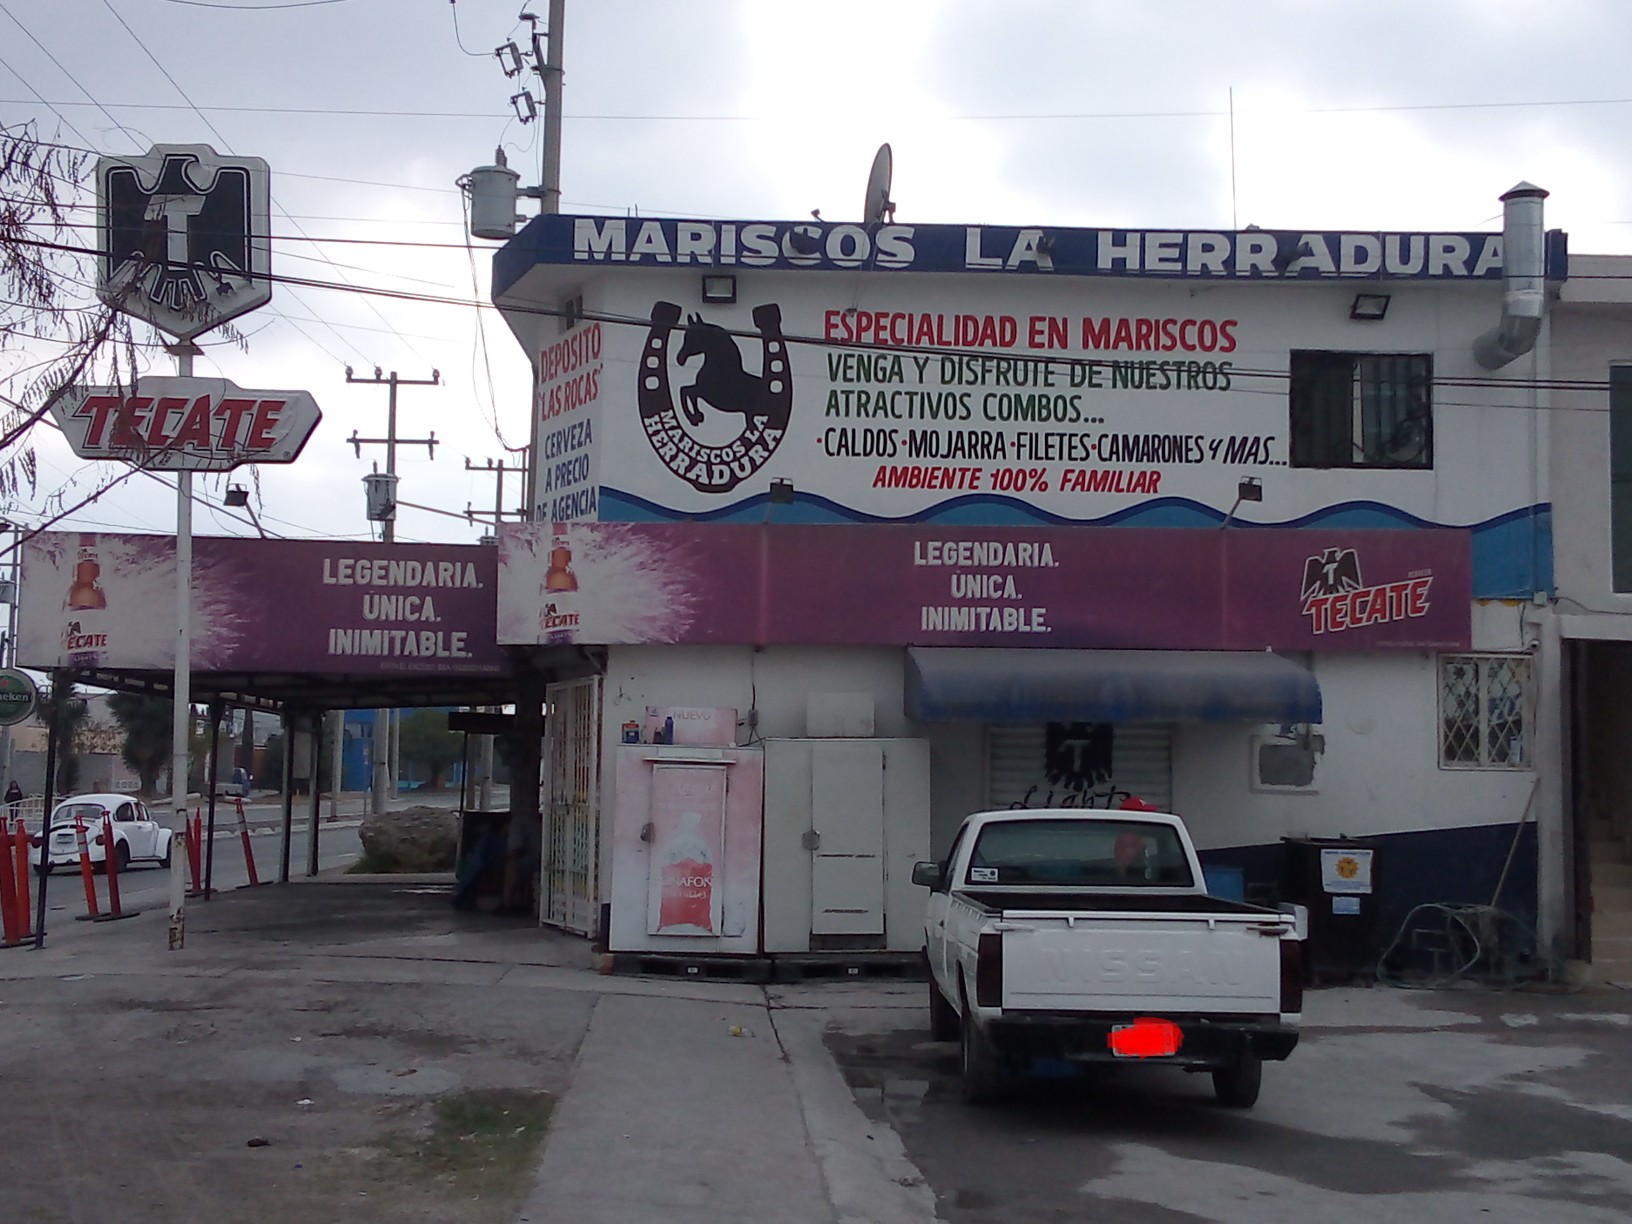 MARISCOS LA HERRADURA
ESPECIALIDAD EN MARISCOS
VENGA Y DISFRUTE DE NUESTROS
ATRACTIVOS COMBOS...
·CALDOS·MOJARRA·FILETES·CAMARONES Y MAS...
AMBIENTE 100% FAMILIAR
MARISCOS LA
HERRADURA
DEPOSITO
"LAS ROCAS"
CERVEZA
A PRECIO
DE AGENCIA
T
TECATE
LEGENDARIA.
ÚNICA.
INIMITABLE.
TECATE
LEGENDARIA.
ÚNICA.
INIMITABLE.
TECATE
T
TECATE
NUEVO
T
Light
NISSAN